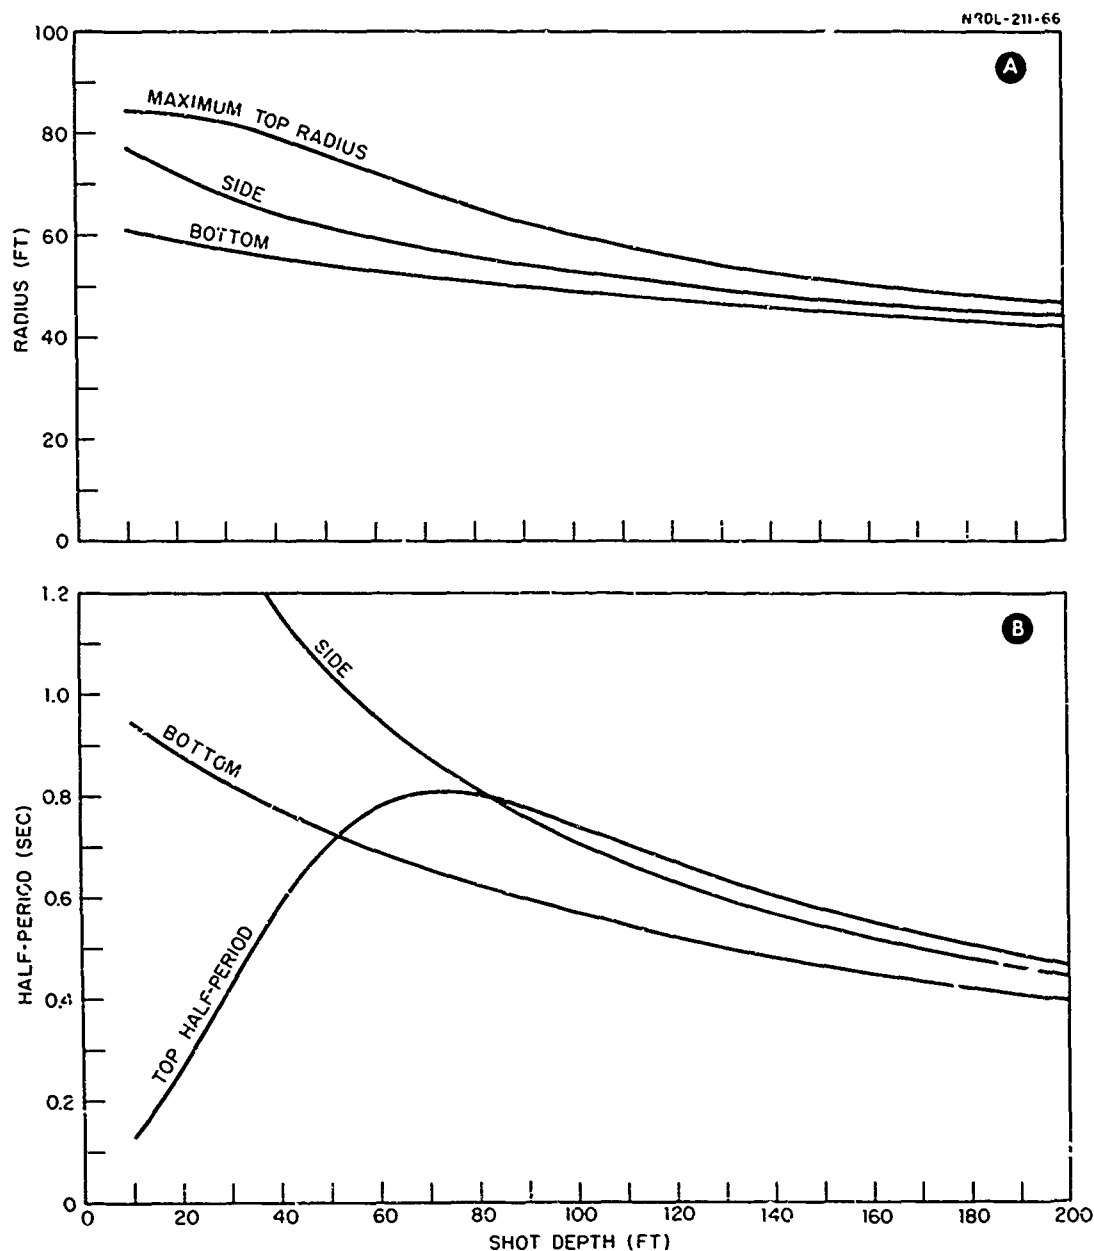 NRDL-211-66
A
100
80
60
40
20
0
RADIUS (FT)
MAXIMUM TOP RADIUS
SIDE
BOTTOM
B
1.2
1.0
0.8
0.6
0.4
0.2
0
HALF-PERIOD (SEC)
SIDE
BOTTOM
TOP HALF-PERIOD
0 20 40 60 80 100 120 140 160 180 200
SHOT DEPTH (FT)